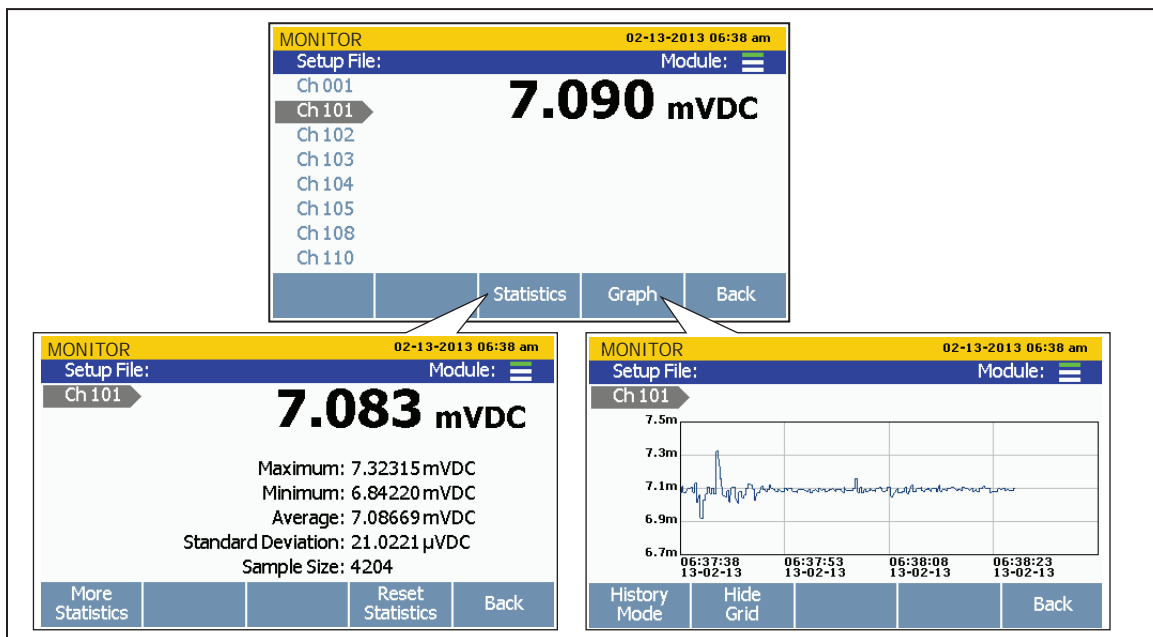 MONITOR 02-13-2013 06:38 am
Setup File: Module:
Ch 001
Ch 101
7.090 mVDC
Ch 102
Ch 103
Ch 104
Ch 105
Ch 108
Ch 110
Statistics Graph Back
MONITOR 02-13-2013 06:38 am
Setup File: Module:
Ch 101
7.083 mVDC
Maximum: 7.32315 mVDC
Minimum: 6.84220 mVDC
Average: 7.08669 mVDC
Standard Deviation: 21.0221 µVDC
Sample Size: 4204
More Statistics Reset Statistics Back
MONITOR 02-13-2013 06:38 am
Setup File: Module:
Ch 101
7.5m
7.3m
7.1m
6.9m
6.7m
06:37:38 06:37:53 06:38:08 06:38:23
13-02-13 13-02-13 13-02-13 13-02-13
History Mode Hide Grid Back